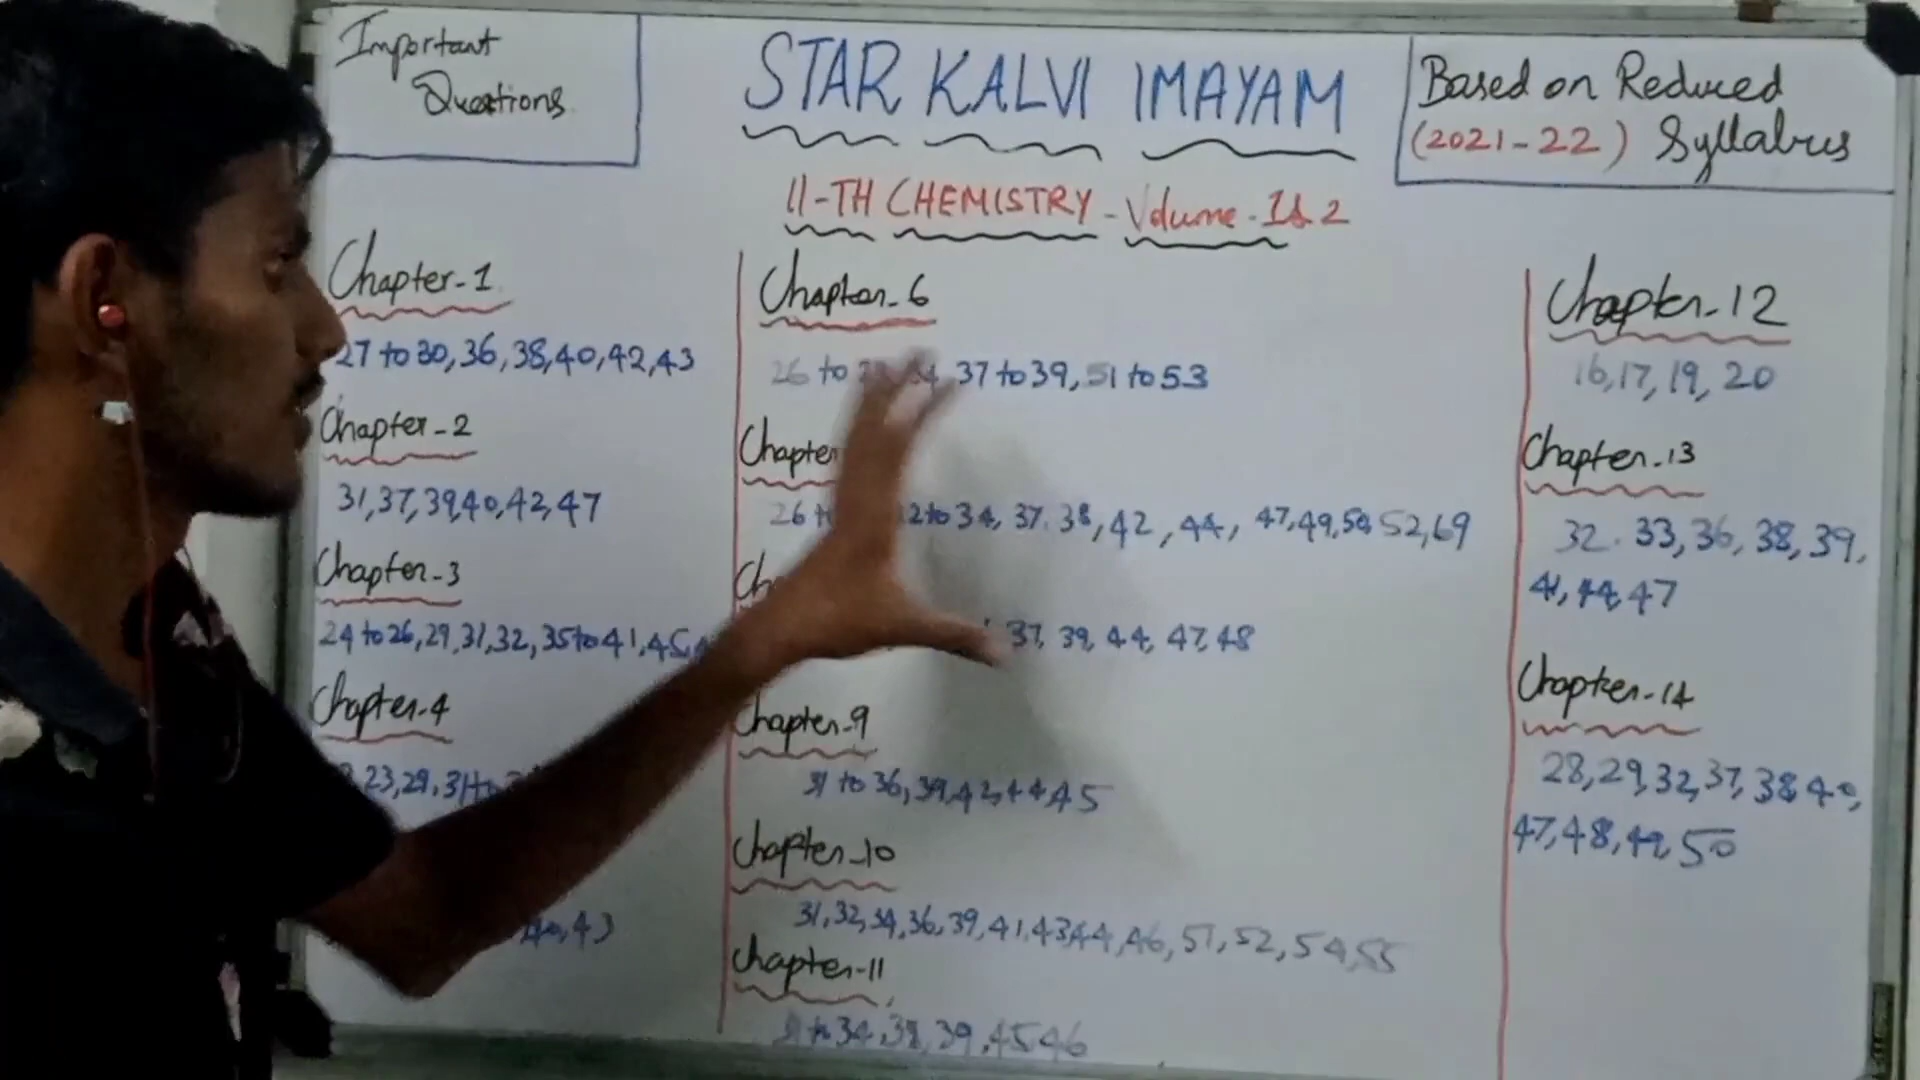 Important
Questions
STAR KALVI IMAYAM
Based on Reduced
(2021-22) Syllabus
11-TH CHEMISTRY - Volume - 1 & 2
Chapter-1
27 to 30, 36, 38, 40, 42, 43
Chapter-2
31, 37, 39, 40, 42, 47
Chapter-3
24 to 26, 29, 31, 32, 35 to 41, 45,
Chapter-4
23, 29, 31 to
40, 43
Chapter-6
26 to 37 to 39, 51 to 53
Chapter
26 to 34, 37, 38, 42, 44, 47, 49, 50, 52, 69
37, 39, 44, 47, 48
Chapter-9
31 to 36, 39, 42, 44, 45
Chapter-10
31, 32, 34, 36, 39, 41, 43, 44, 46, 51, 52, 54, 55
Chapter-11
31 to 34, 38, 39, 45, 46
Chapter-12
16, 17, 19, 20
Chapter-13
32, 33, 36, 38, 39,
41, 44, 47
Chapter-14
28, 29, 32, 37, 38, 40,
47, 48, 49, 50